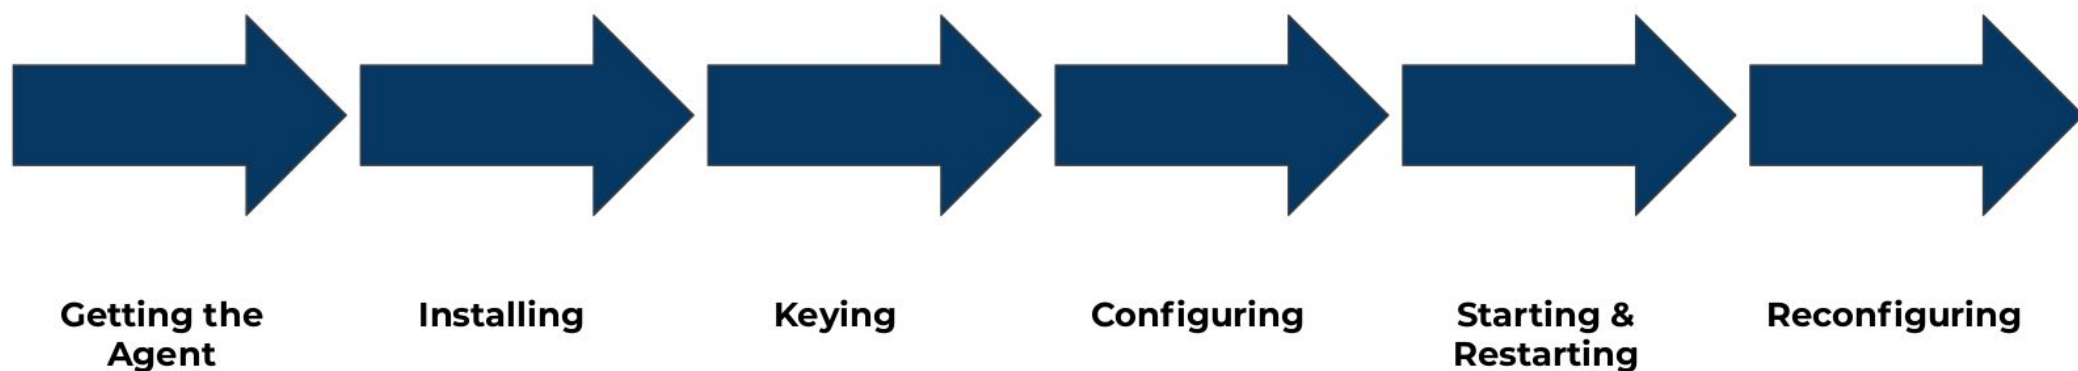 Getting the
Agent
Installing
Keying
Configuring
Starting &
Restarting
Reconfiguring